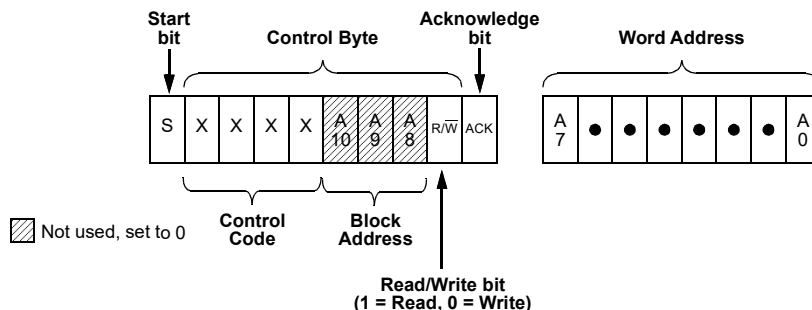 Start
bit
Control Byte
Acknowledge
bit
Word Address
S X X X X A
10 A
9 A
8 R/W̅ ACK
A
7 ● ● ● ● ● ● A
0
Control
Code
Block
Address
Not used, set to 0
Read/Write bit
(1 = Read, 0 = Write)